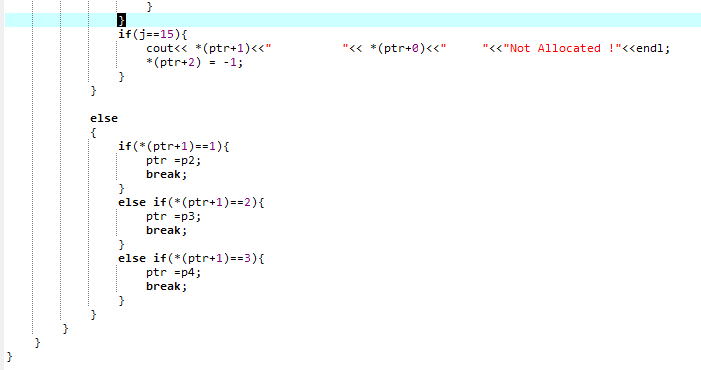 }
}
if(j==15){
cout<< *(ptr+1)<<"           "<< *(ptr+0)<<"     "<<"Not Allocated !"<<endl;
*(ptr+2) = -1;
}
}
else
{
if(*(ptr+1)==1){
ptr =p2;
break;
}
else if(*(ptr+1)==2){
ptr =p3;
break;
}
else if(*(ptr+1)==3){
ptr =p4;
break;
}
}
}
}
}